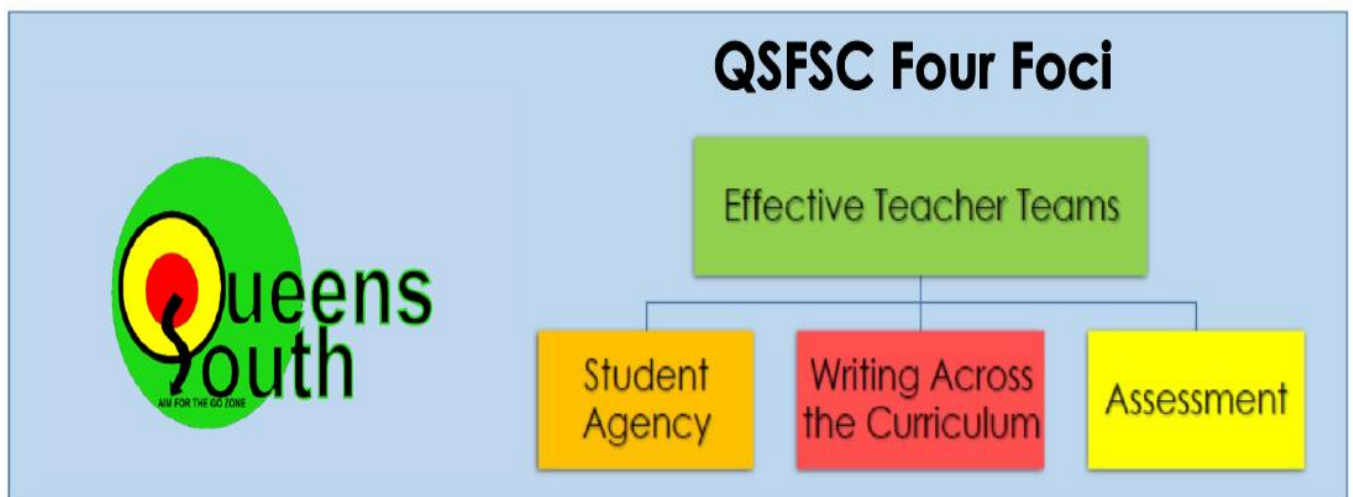 QSFSC Four Foci
Effective Teacher Teams
Queens
South
AIM FOR THE GO ZONE
Student
Agency
Writing Across
the Curriculum
Assessment